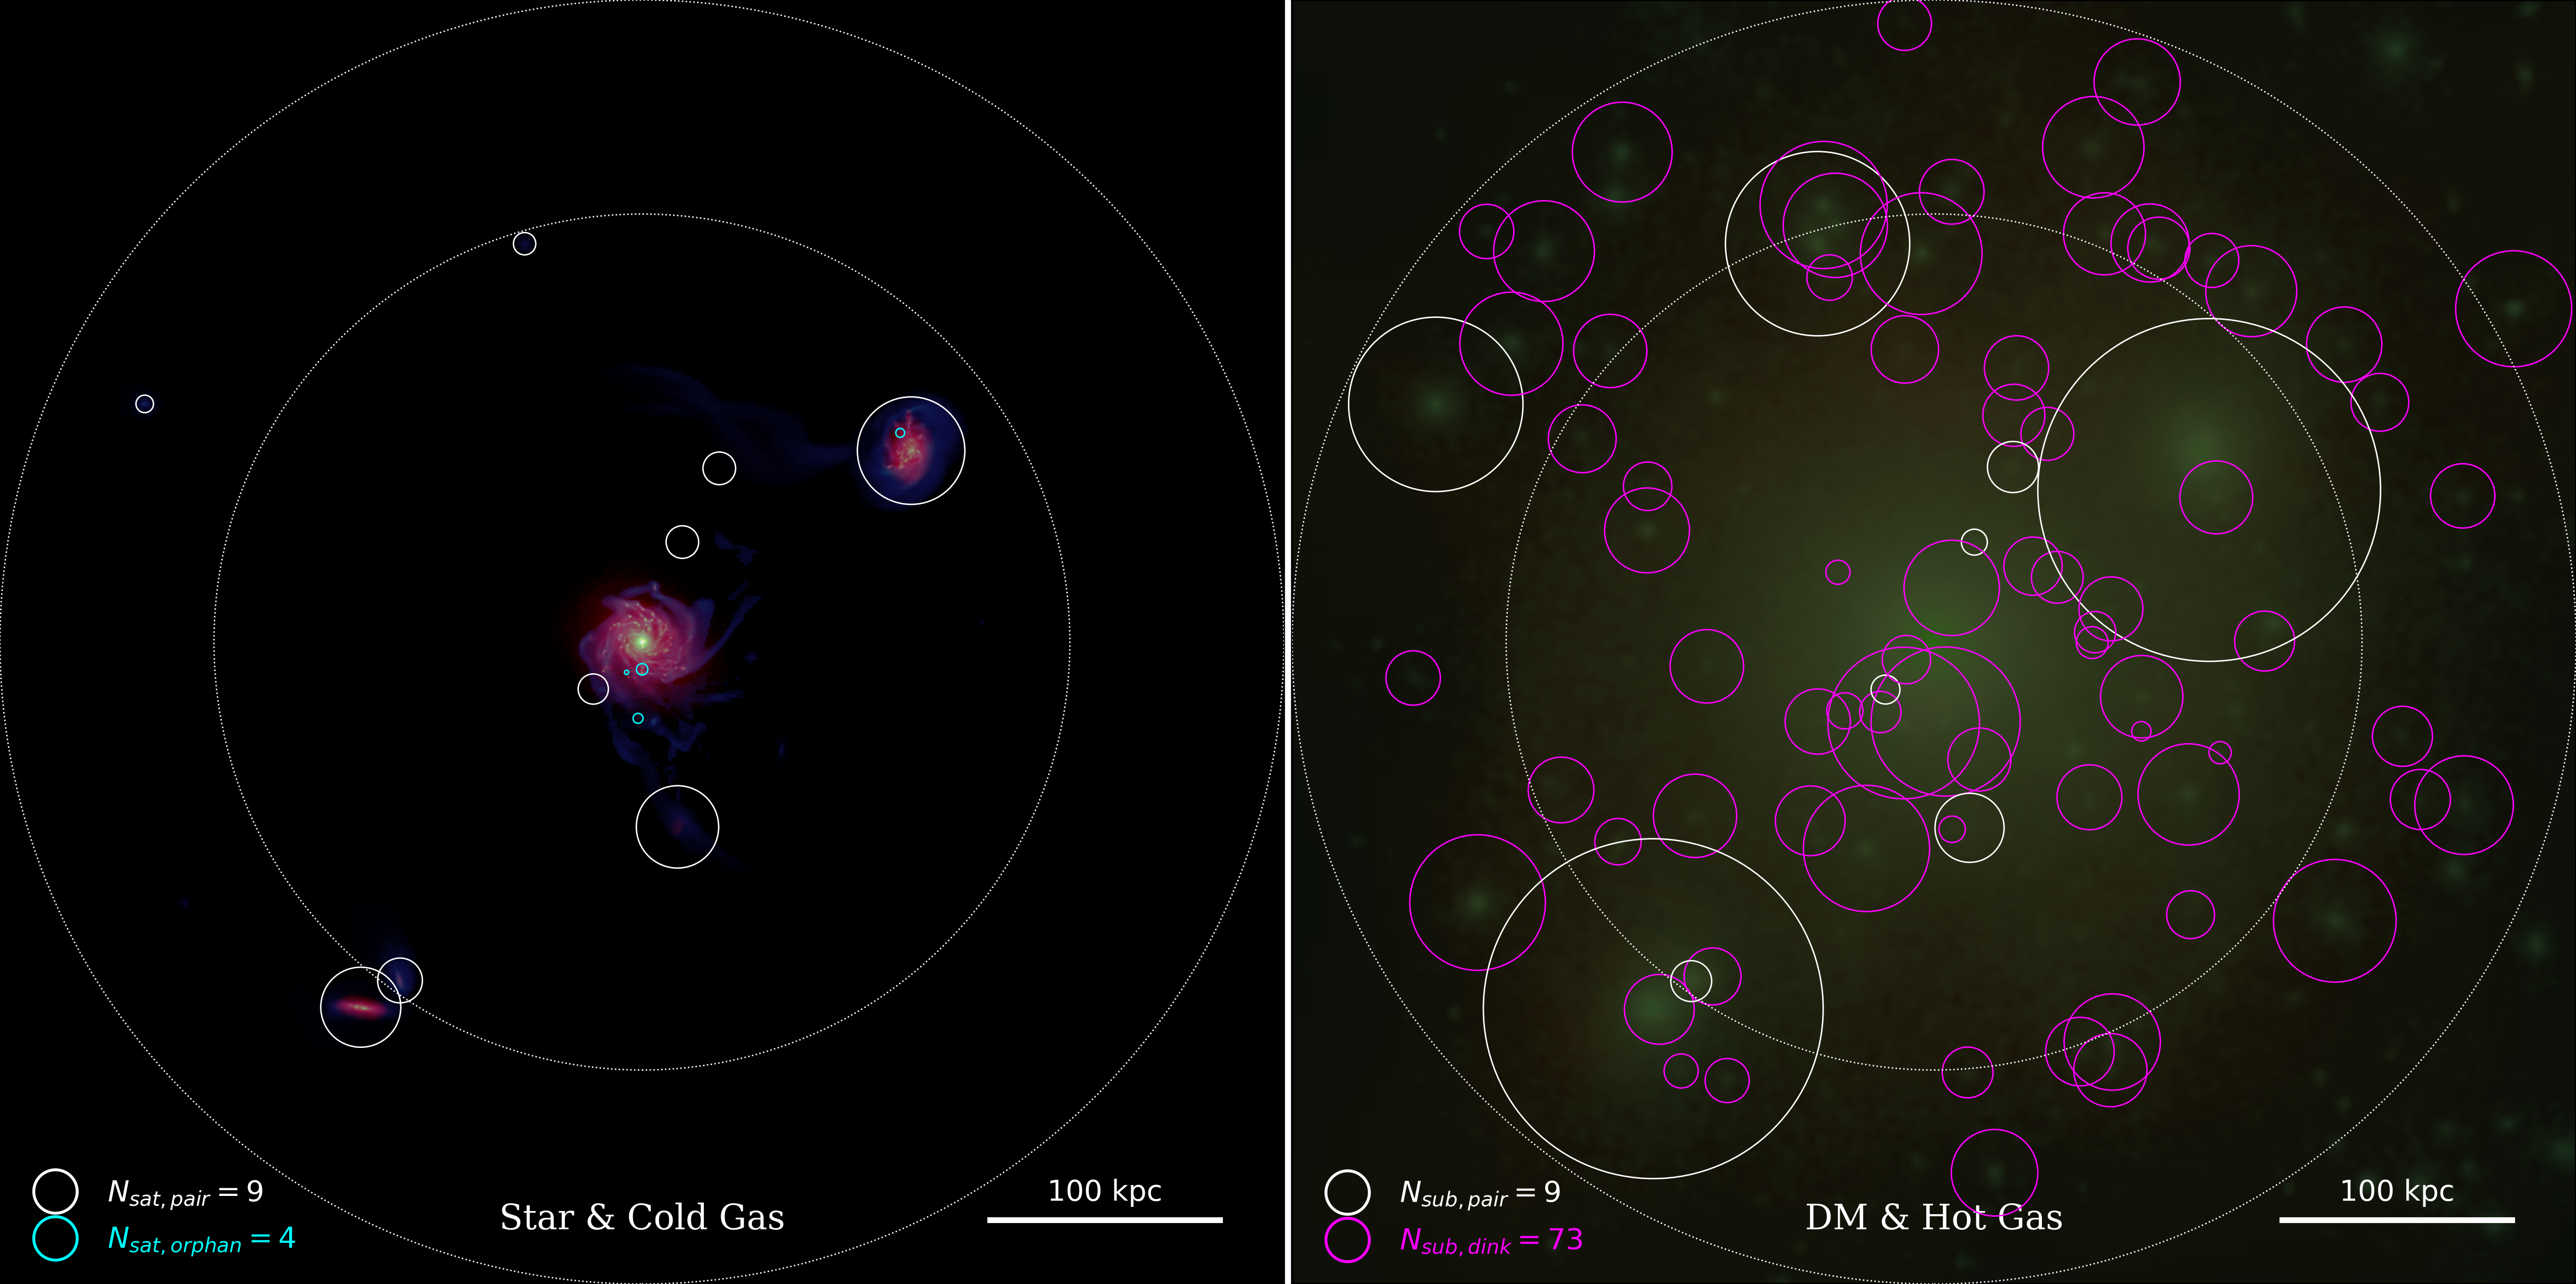 N_sat, pair = 9
N_sat, orphan = 4
Star & Cold Gas
100 kpc
N_sub, pair = 9
N_sub, dink = 73
DM & Hot Gas
100 kpc